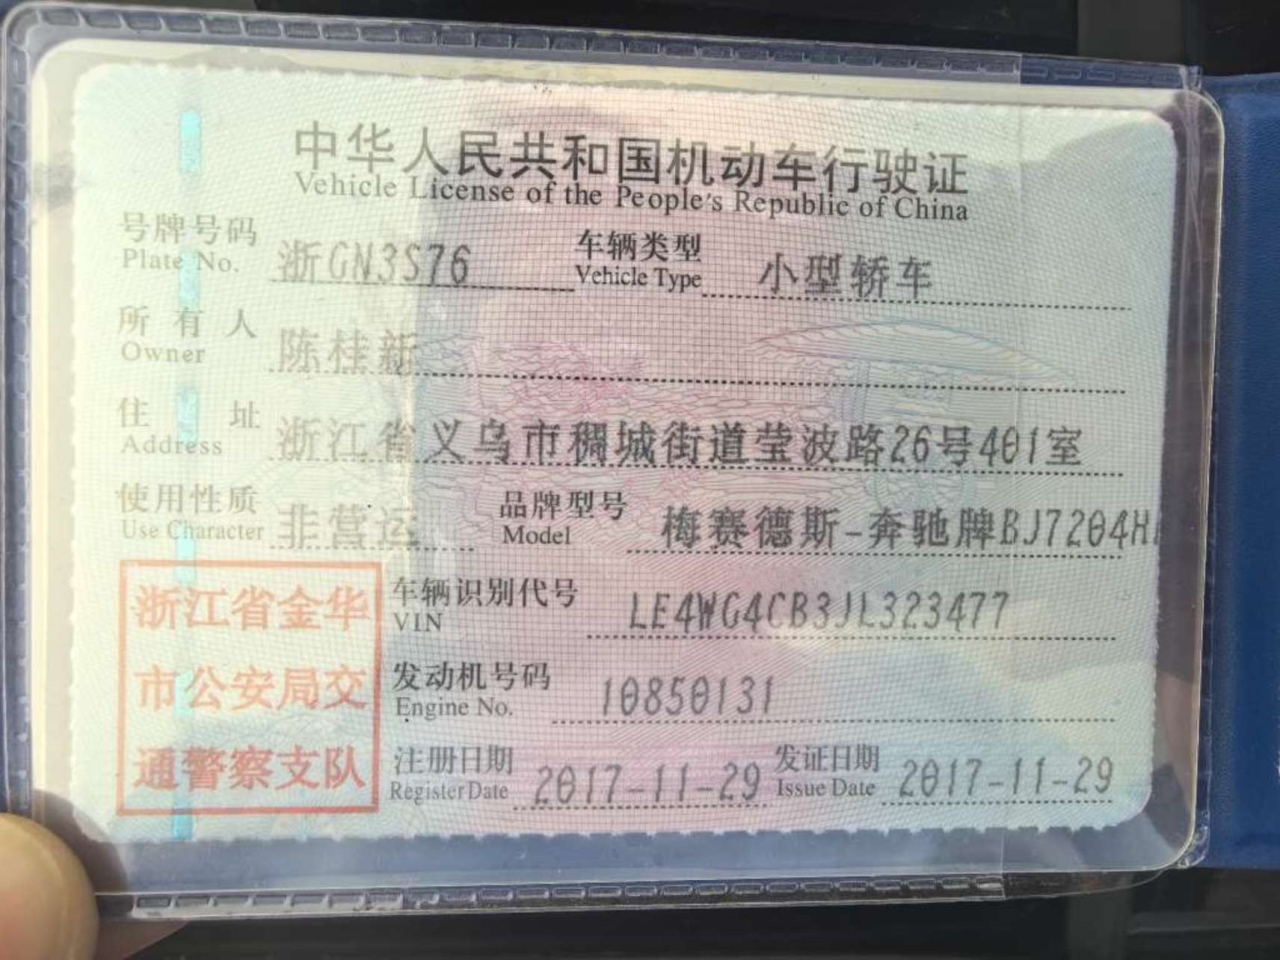 中华人民共和国机动车行驶证
Vehicle License of the People's Republic of China
号牌号码 浙GN3S76 车辆类型 小型轿车
Plate No. Vehicle Type
所有人 陈桂新
Owner
住址 浙江省义乌市稠城街道莹波路26号401室
Address
使用性质 非营运 品牌型号 梅赛德斯-奔驰牌BJ7204H
Use Character Model
浙江省金华
市公安局交
通警察支队
车辆识别代号 LE4WG4CB3JL323477
VIN
发动机号码 10850131
Engine No.
注册日期 2017-11-29 发证日期 2017-11-29
Register Date Issue Date